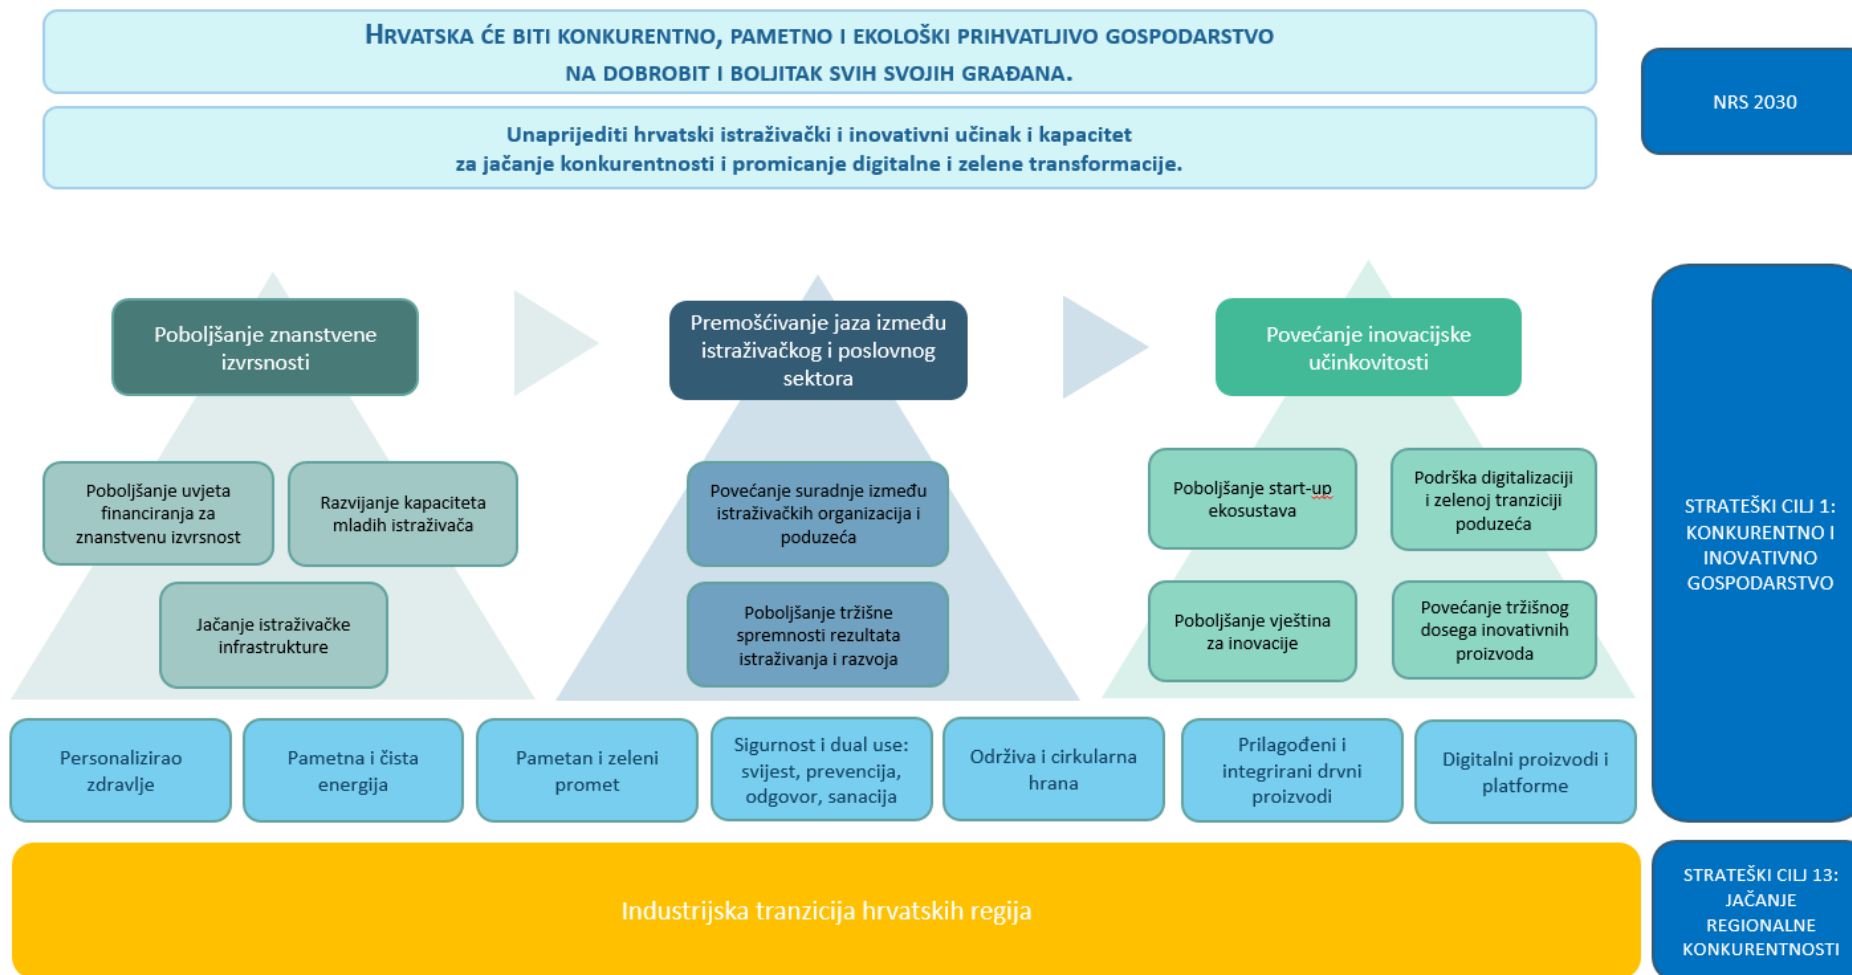 HRVATSKA ĆE BITI KONKURENTNO, PAMETNO I EKOLOŠKI PRIHVATLJIVO GOSPODARSTVO
NA DOBROBIT I BOLJITAK SVIH SVOJIH GRAĐANA.
NRS 2030
Unaprijediti hrvatski istraživački i inovativni učinak i kapacitet
za jačanje konkurentnosti i promicanje digitalne i zelene transformacije.
Poboljšanje znanstvene
izvrsnosti
Premošćivanje jaza između
istraživačkog i poslovnog
sektora
Povećanje inovacijske
učinkovitosti
Poboljšanje uvjeta
financiranja za
znanstvenu izvrsnost
Razvijanje kapaciteta
mladih istraživača
Jačanje istraživačke
infrastrukture
Povećanje suradnje između
istraživačkih organizacija i
poduzeća
Poboljšanje tržišne
spremnosti rezultata
istraživanja i razvoja
Poboljšanje start-up
ekosustava
Podrška digitalizaciji
i zelenoj tranziciji
poduzeća
Poboljšanje vještina
za inovacije
Povećanje tržišnog
dosega inovativnih
proizvoda
STRATEŠKI CILJ 1:
KONKURENTNO I
INOVATIVNO
GOSPODARSTVO
Personalizirao
zdravlje
Pametna i čista
energija
Pametan i zeleni
promet
Sigurnost i dual use:
svijest, prevencija,
odgovor, sanacija
Održiva i cirkularna
hrana
Prilagođeni i
integrirani drvni
proizvodi
Digitalni proizvodi i
platforme
Industrijska tranzicija hrvatskih regija
STRATEŠKI CILJ 13:
JAČANJE
REGIONALNE
KONKURENTNOSTI